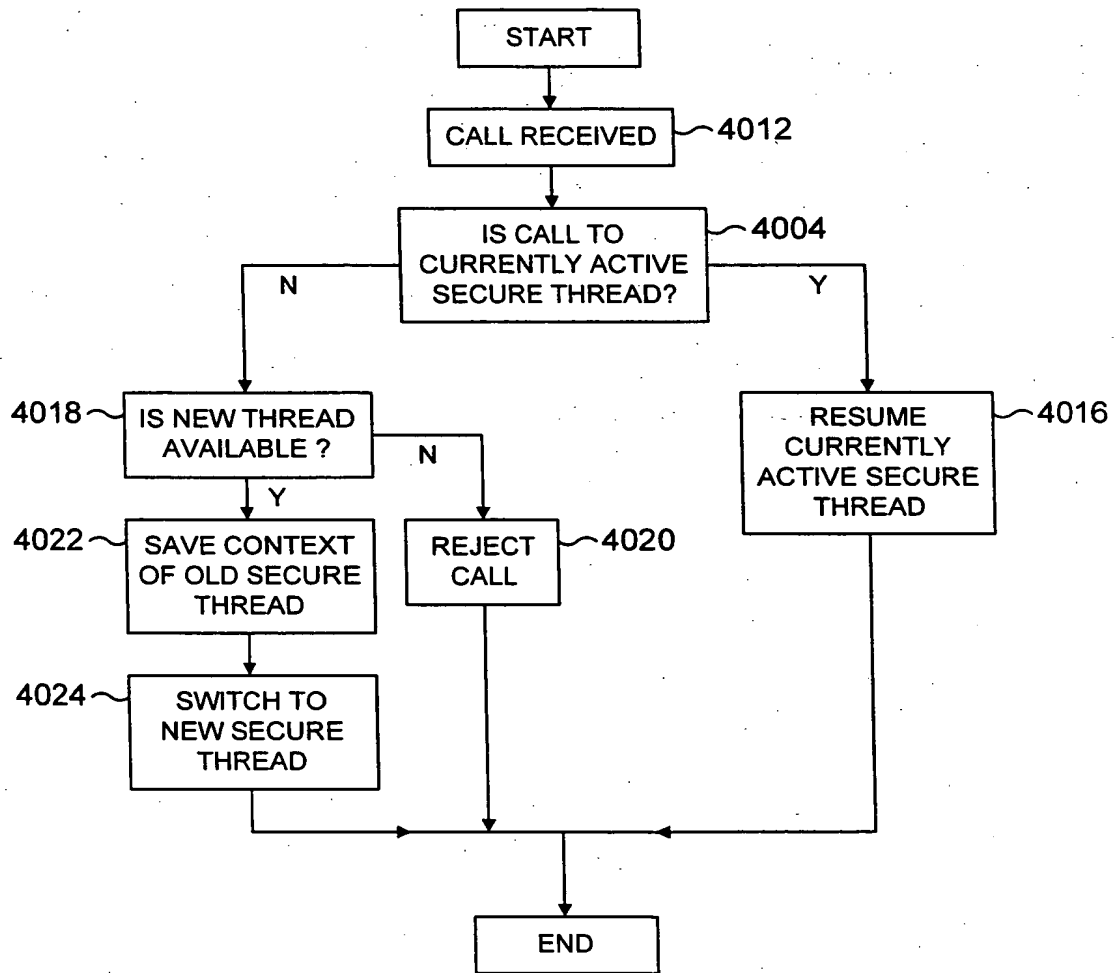 START
CALL RECEIVED
4012
IS CALL TO
CURRENTLY ACTIVE
SECURE THREAD?
4004
N
Y
4018
IS NEW THREAD
AVAILABLE ?
N
Y
RESUME
CURRENTLY
ACTIVE SECURE
THREAD
4016
4022
SAVE CONTEXT
OF OLD SECURE
THREAD
REJECT
CALL
4020
4024
SWITCH TO
NEW SECURE
THREAD
END